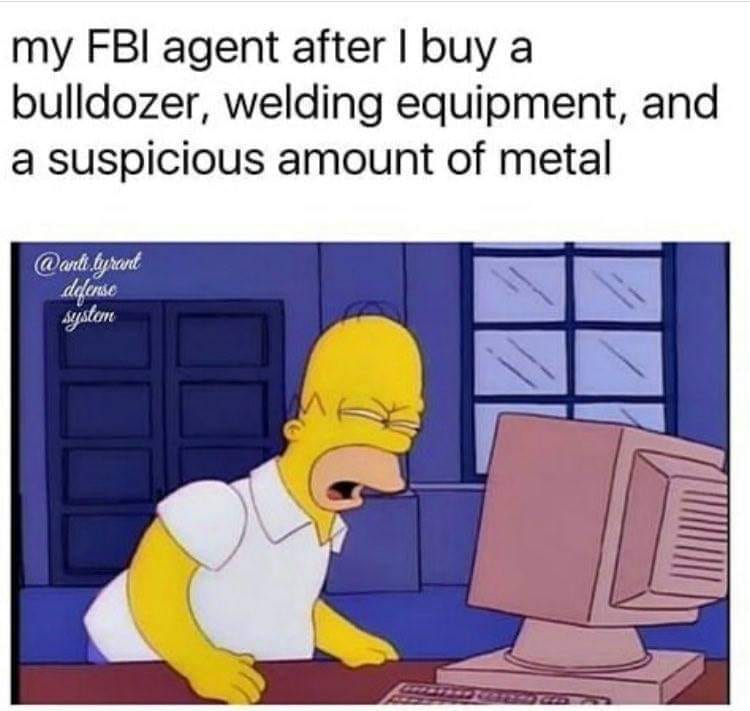 my FBI agent after I buy a
bulldozer, welding equipment, and
a suspicious amount of metal
@anti.tyrant
defense
system